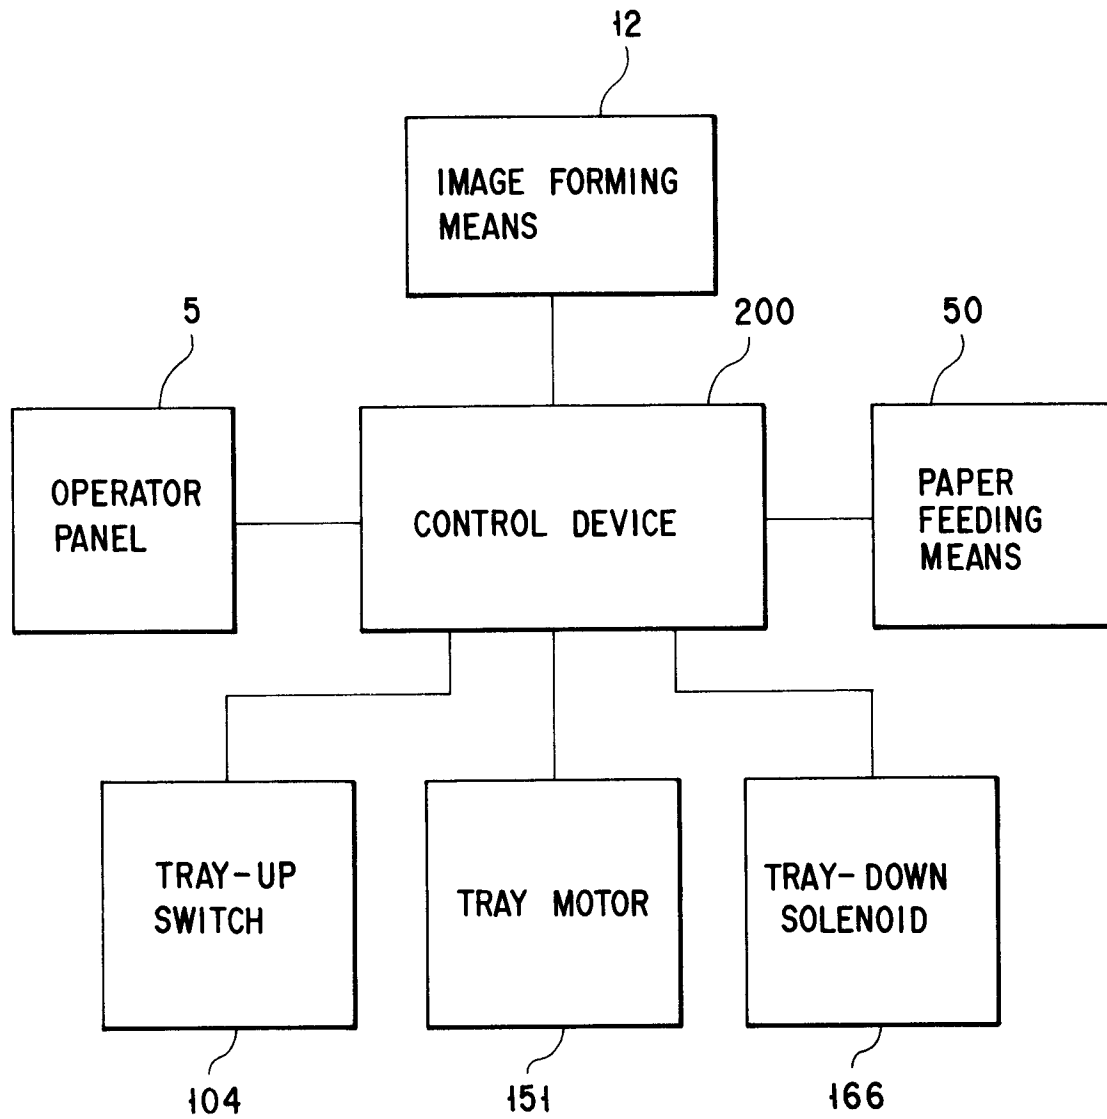 12
IMAGE FORMING
MEANS
5
200
50
OPERATOR
PANEL
CONTROL DEVICE
PAPER
FEEDING
MEANS
TRAY-UP
SWITCH
TRAY MOTOR
TRAY-DOWN
SOLENOID
104
151
166